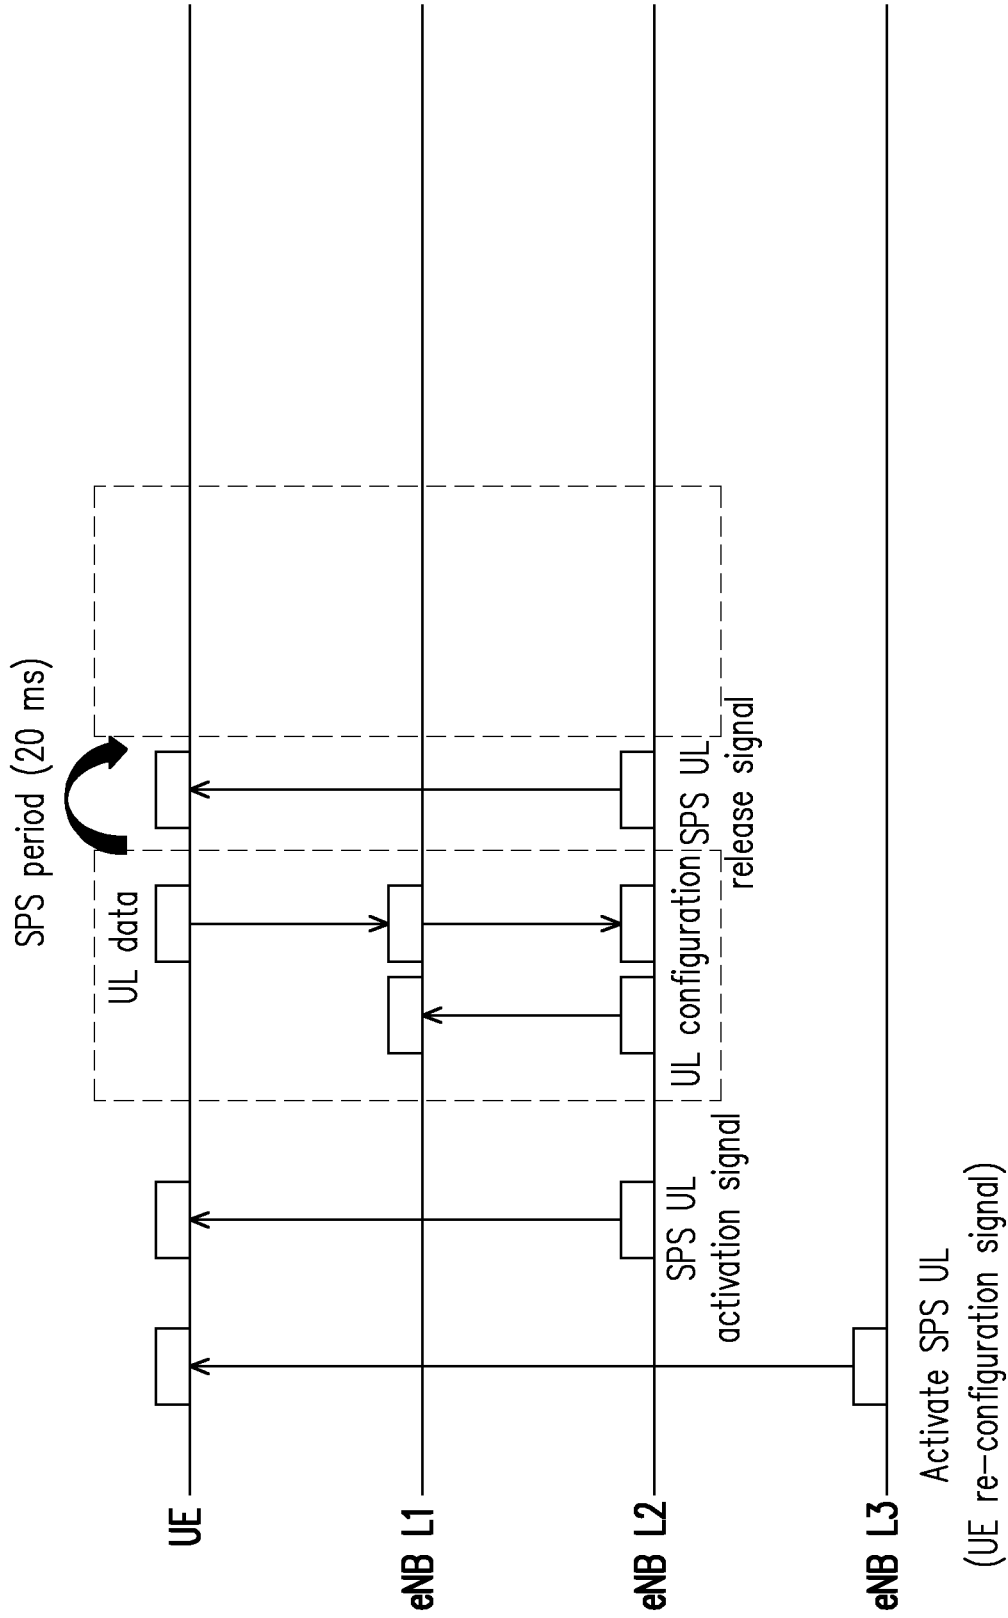 SPS period (20 ms)
UL data
UE
eNB L1
eNB L2
UL configuration
SPS UL
release signal
SPS UL
activation signal
eNB L3
Activate SPS UL
(UE re-configuration signal)